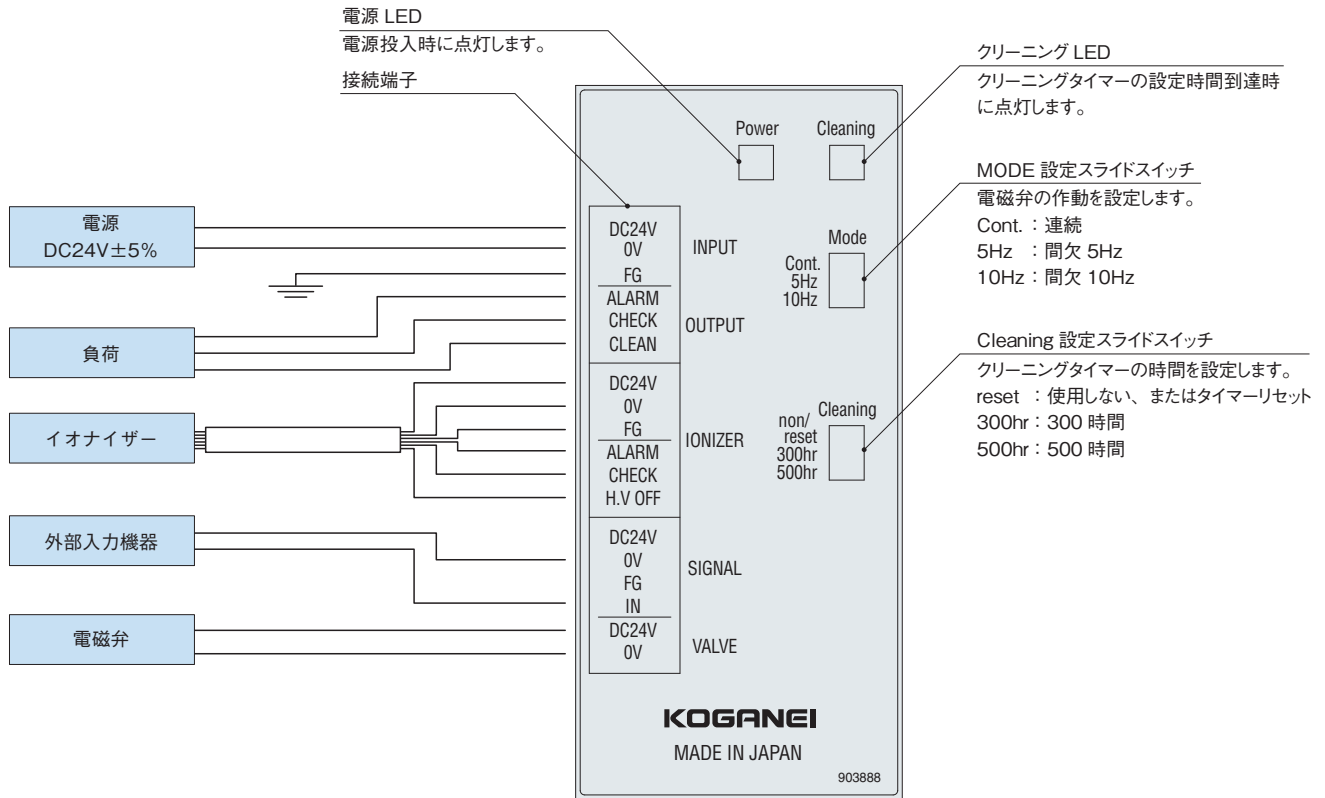 電源 LED
電源投入時に点灯します。
接続端子
クリーニング LED
クリーニングタイマーの設定時間到達時
に点灯します。
MODE 設定スライドスイッチ
電磁弁の作動を設定します。
Cont. : 連続
5Hz : 間欠 5Hz
10Hz : 間欠 10Hz
Cleaning 設定スライドスイッチ
クリーニングタイマーの時間を設定します。
reset : 使用しない、またはタイマーリセット
300hr : 300 時間
500hr : 500 時間
電源
DC24V±5%
負荷
イオナイザー
外部入力機器
電磁弁
Power
Cleaning
DC24V
0V
FG
INPUT
ALARM
CHECK
CLEAN
OUTPUT
DC24V
0V
FG
ALARM
CHECK
H.V OFF
IONIZER
DC24V
0V
FG
IN
SIGNAL
DC24V
0V
VALVE
Mode
Cont.
5Hz
10Hz
Cleaning
non/
reset
300hr
500hr
KOGANEI
MADE IN JAPAN
903888